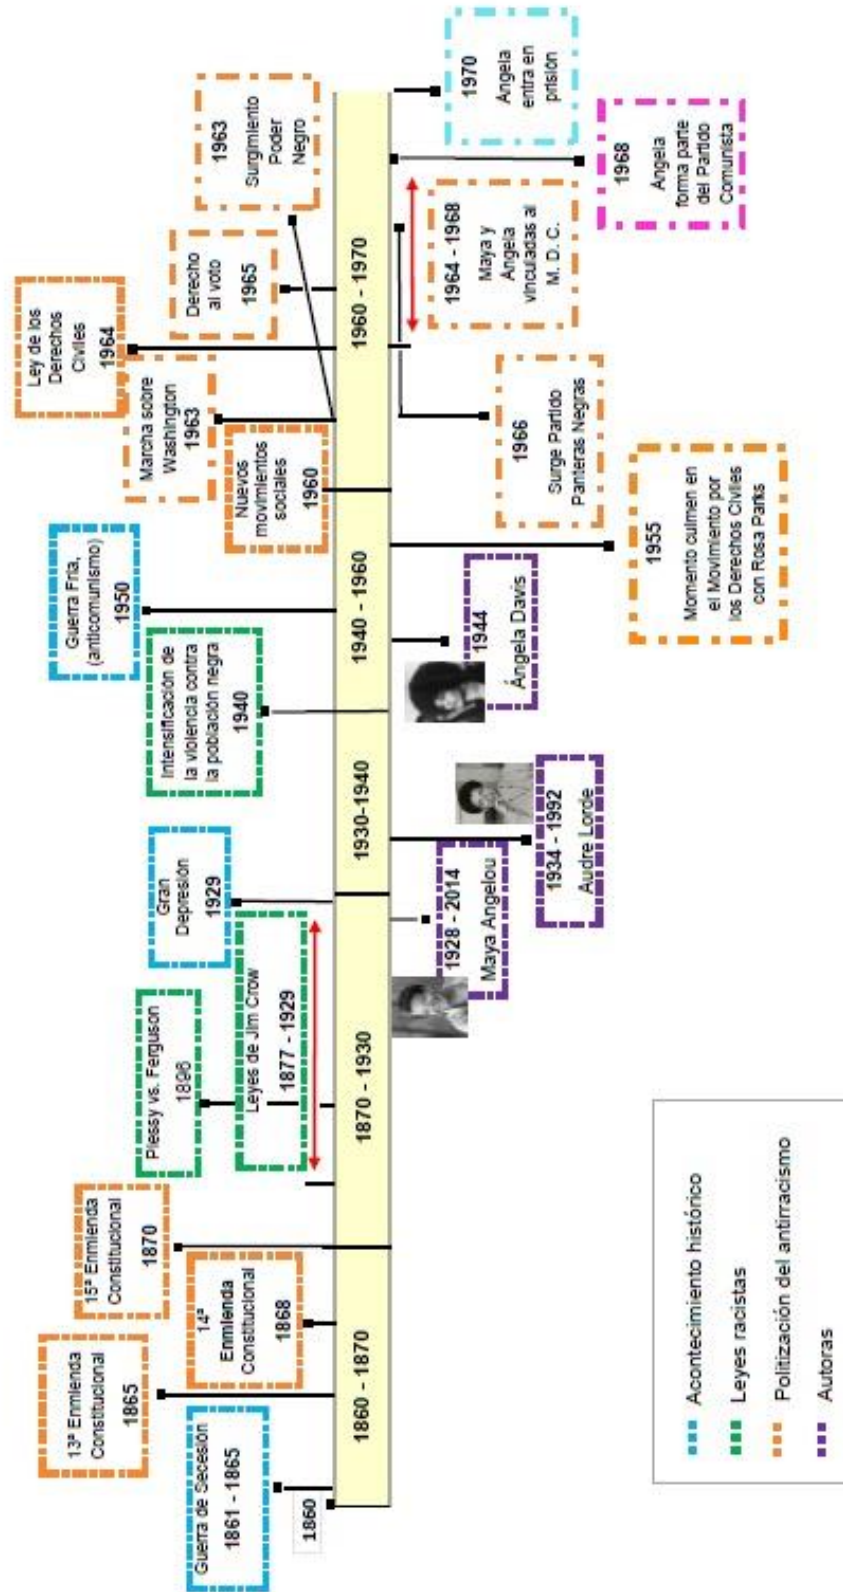 13ª Enmienda
Constitucional
1865
15ª Enmienda
Constitucional
1870
Guerra de Secesión
1861 - 1865
14ª
Enmienda
Constitucional
1868
1860
Plessy vs. Ferguson
1896
Leyes de Jim Crow
1877 - 1929
Gran
Depresión
1929
Guerra Fría,
(anticomunismo)
1950
Intensificación de
la violencia contra
la población negra
1940
Ley de los
Derechos
Civiles
1964
Marcha sobre
Washington
1963
Nuevos
movimientos
sociales
1960
Derecho
al voto
1965
1963
Surgimiento
Poder
Negro
1860 - 1870
1870 - 1930
1930-1940
1940 - 1960
1960 - 1970
1928 - 2014
Maya Angelou
1934 - 1992
Audre Lorde
1944
Ángela Davis
1955
Momento culmen en
el Movimiento por
los Derechos Civiles
con Rosa Parks
1966
Surge Partido
Panteras Negras
1964 - 1968
Maya y
Angela
vinculadas al
M. D. C.
1970
Angela
entra en
prisión
1968
Angela
forma parte
del Partido
Comunista
Acontecimiento histórico
Leyes racistas
Politización del antirracismo
Autoras